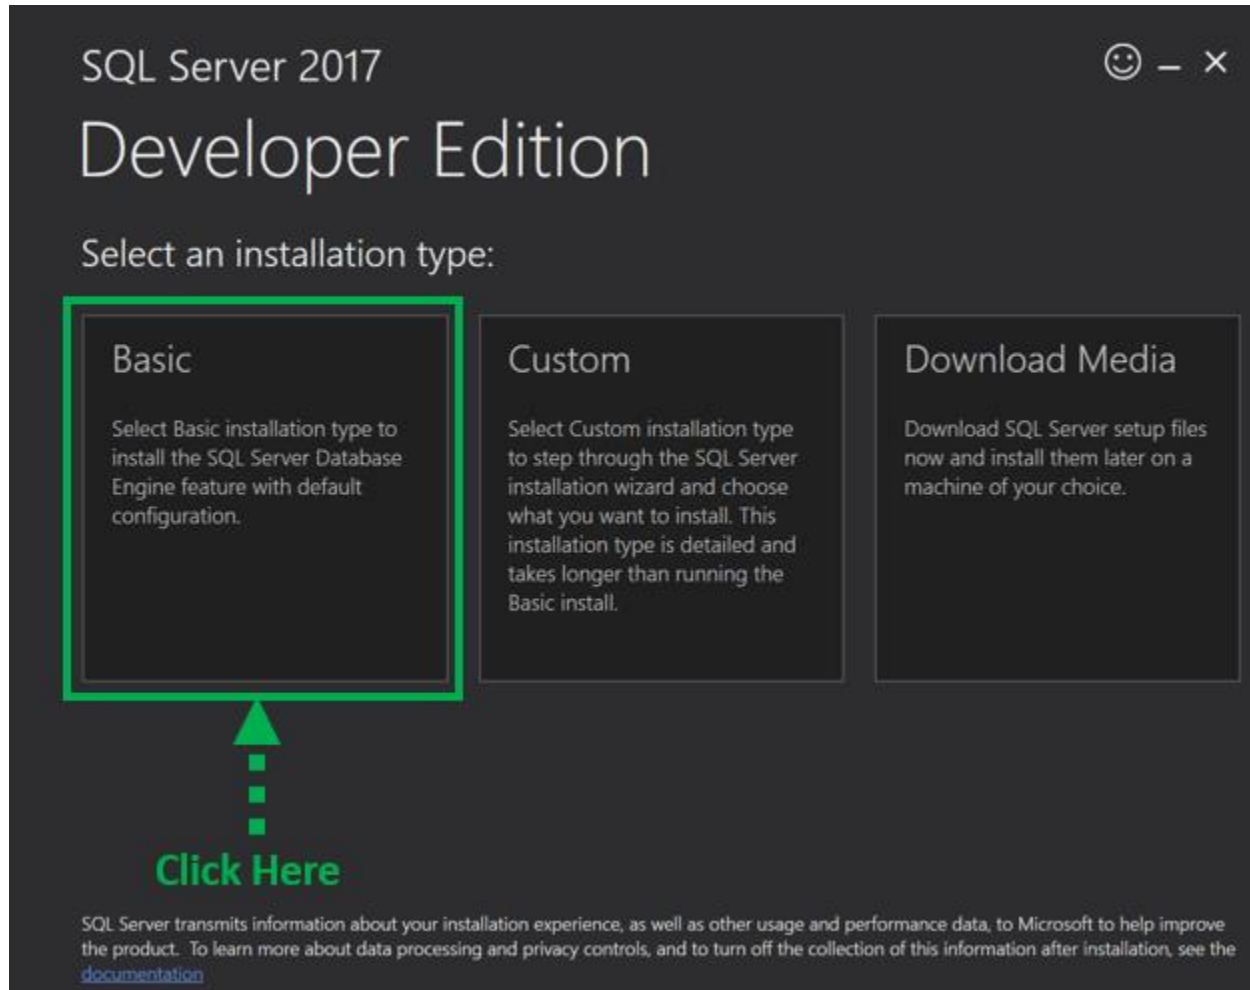 SQL Server 2017
Developer Edition
Select an installation type:
Basic
Select Basic installation type to
install the SQL Server Database
Engine feature with default
configuration.
Custom
Select Custom installation type
to step through the SQL Server
installation wizard and choose
what you want to install. This
installation type is detailed and
takes longer than running the
Basic install.
Download Media
Download SQL Server setup files
now and install them later on a
machine of your choice.
Click Here
SQL Server transmits information about your installation experience, as well as other usage and performance data, to Microsoft to help improve
the product. To learn more about data processing and privacy controls, and to turn off the collection of this information after installation, see the
documentation